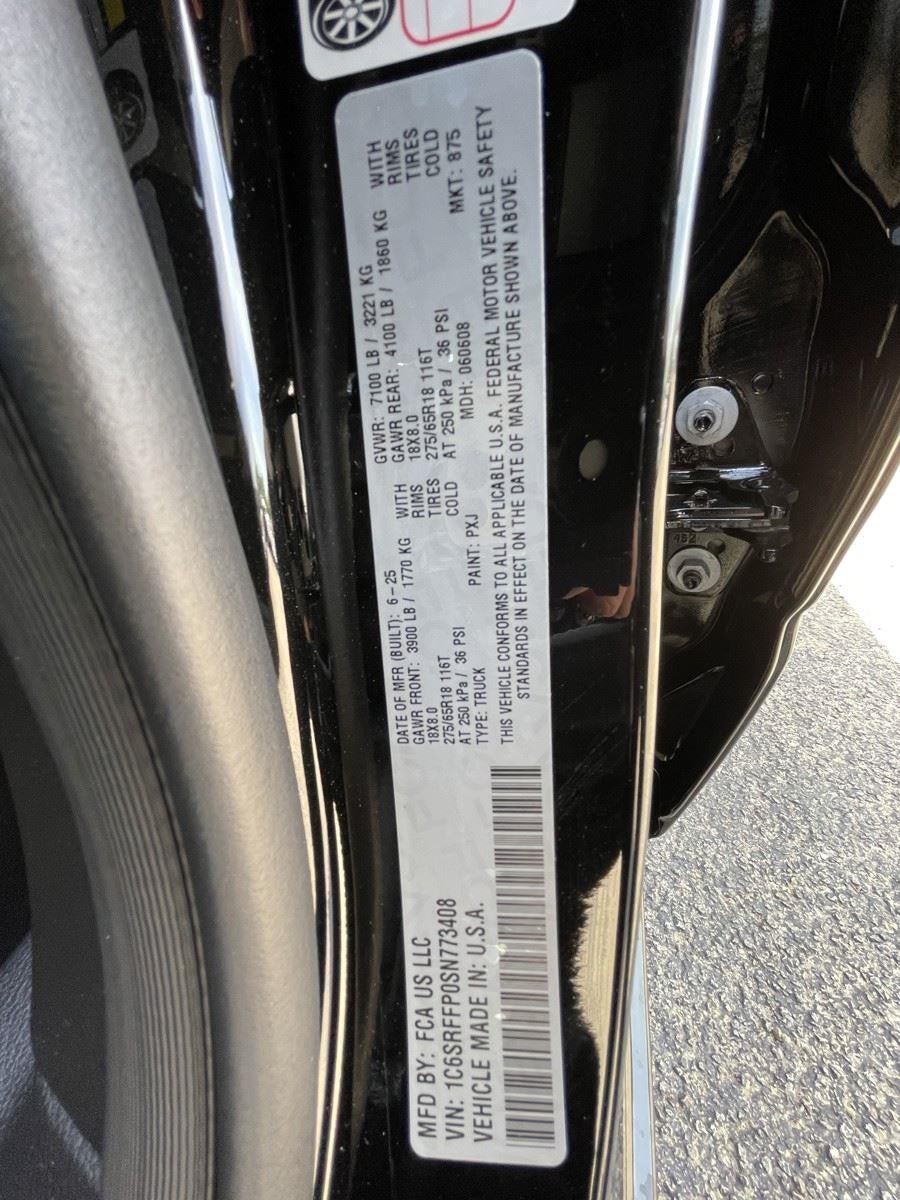 MFD BY: FCA US LLC
VIN: 1C6SRFFP0SN773408
VEHICLE MADE IN: U.S.A.
DATE OF MFR (BUILT): 6-25
GVWR: 7100 LB / 3221 KG
GAWR FRONT: 3900 LB / 1770 KG WITH
GAWR REAR: 4100 LB / 1860 KG WITH
18X8.0 RIMS
18X8.0 RIMS
275/65R18 116T TIRES
275/65R18 116T TIRES
AT 250 kPa / 36 PSI COLD
AT 250 kPa / 36 PSI COLD
TYPE: TRUCK PAINT: PXJ MDH: 060608 MKT: 875
THIS VEHICLE CONFORMS TO ALL APPLICABLE U.S.A. FEDERAL MOTOR VEHICLE SAFETY
STANDARDS IN EFFECT ON THE DATE OF MANUFACTURE SHOWN ABOVE.
452